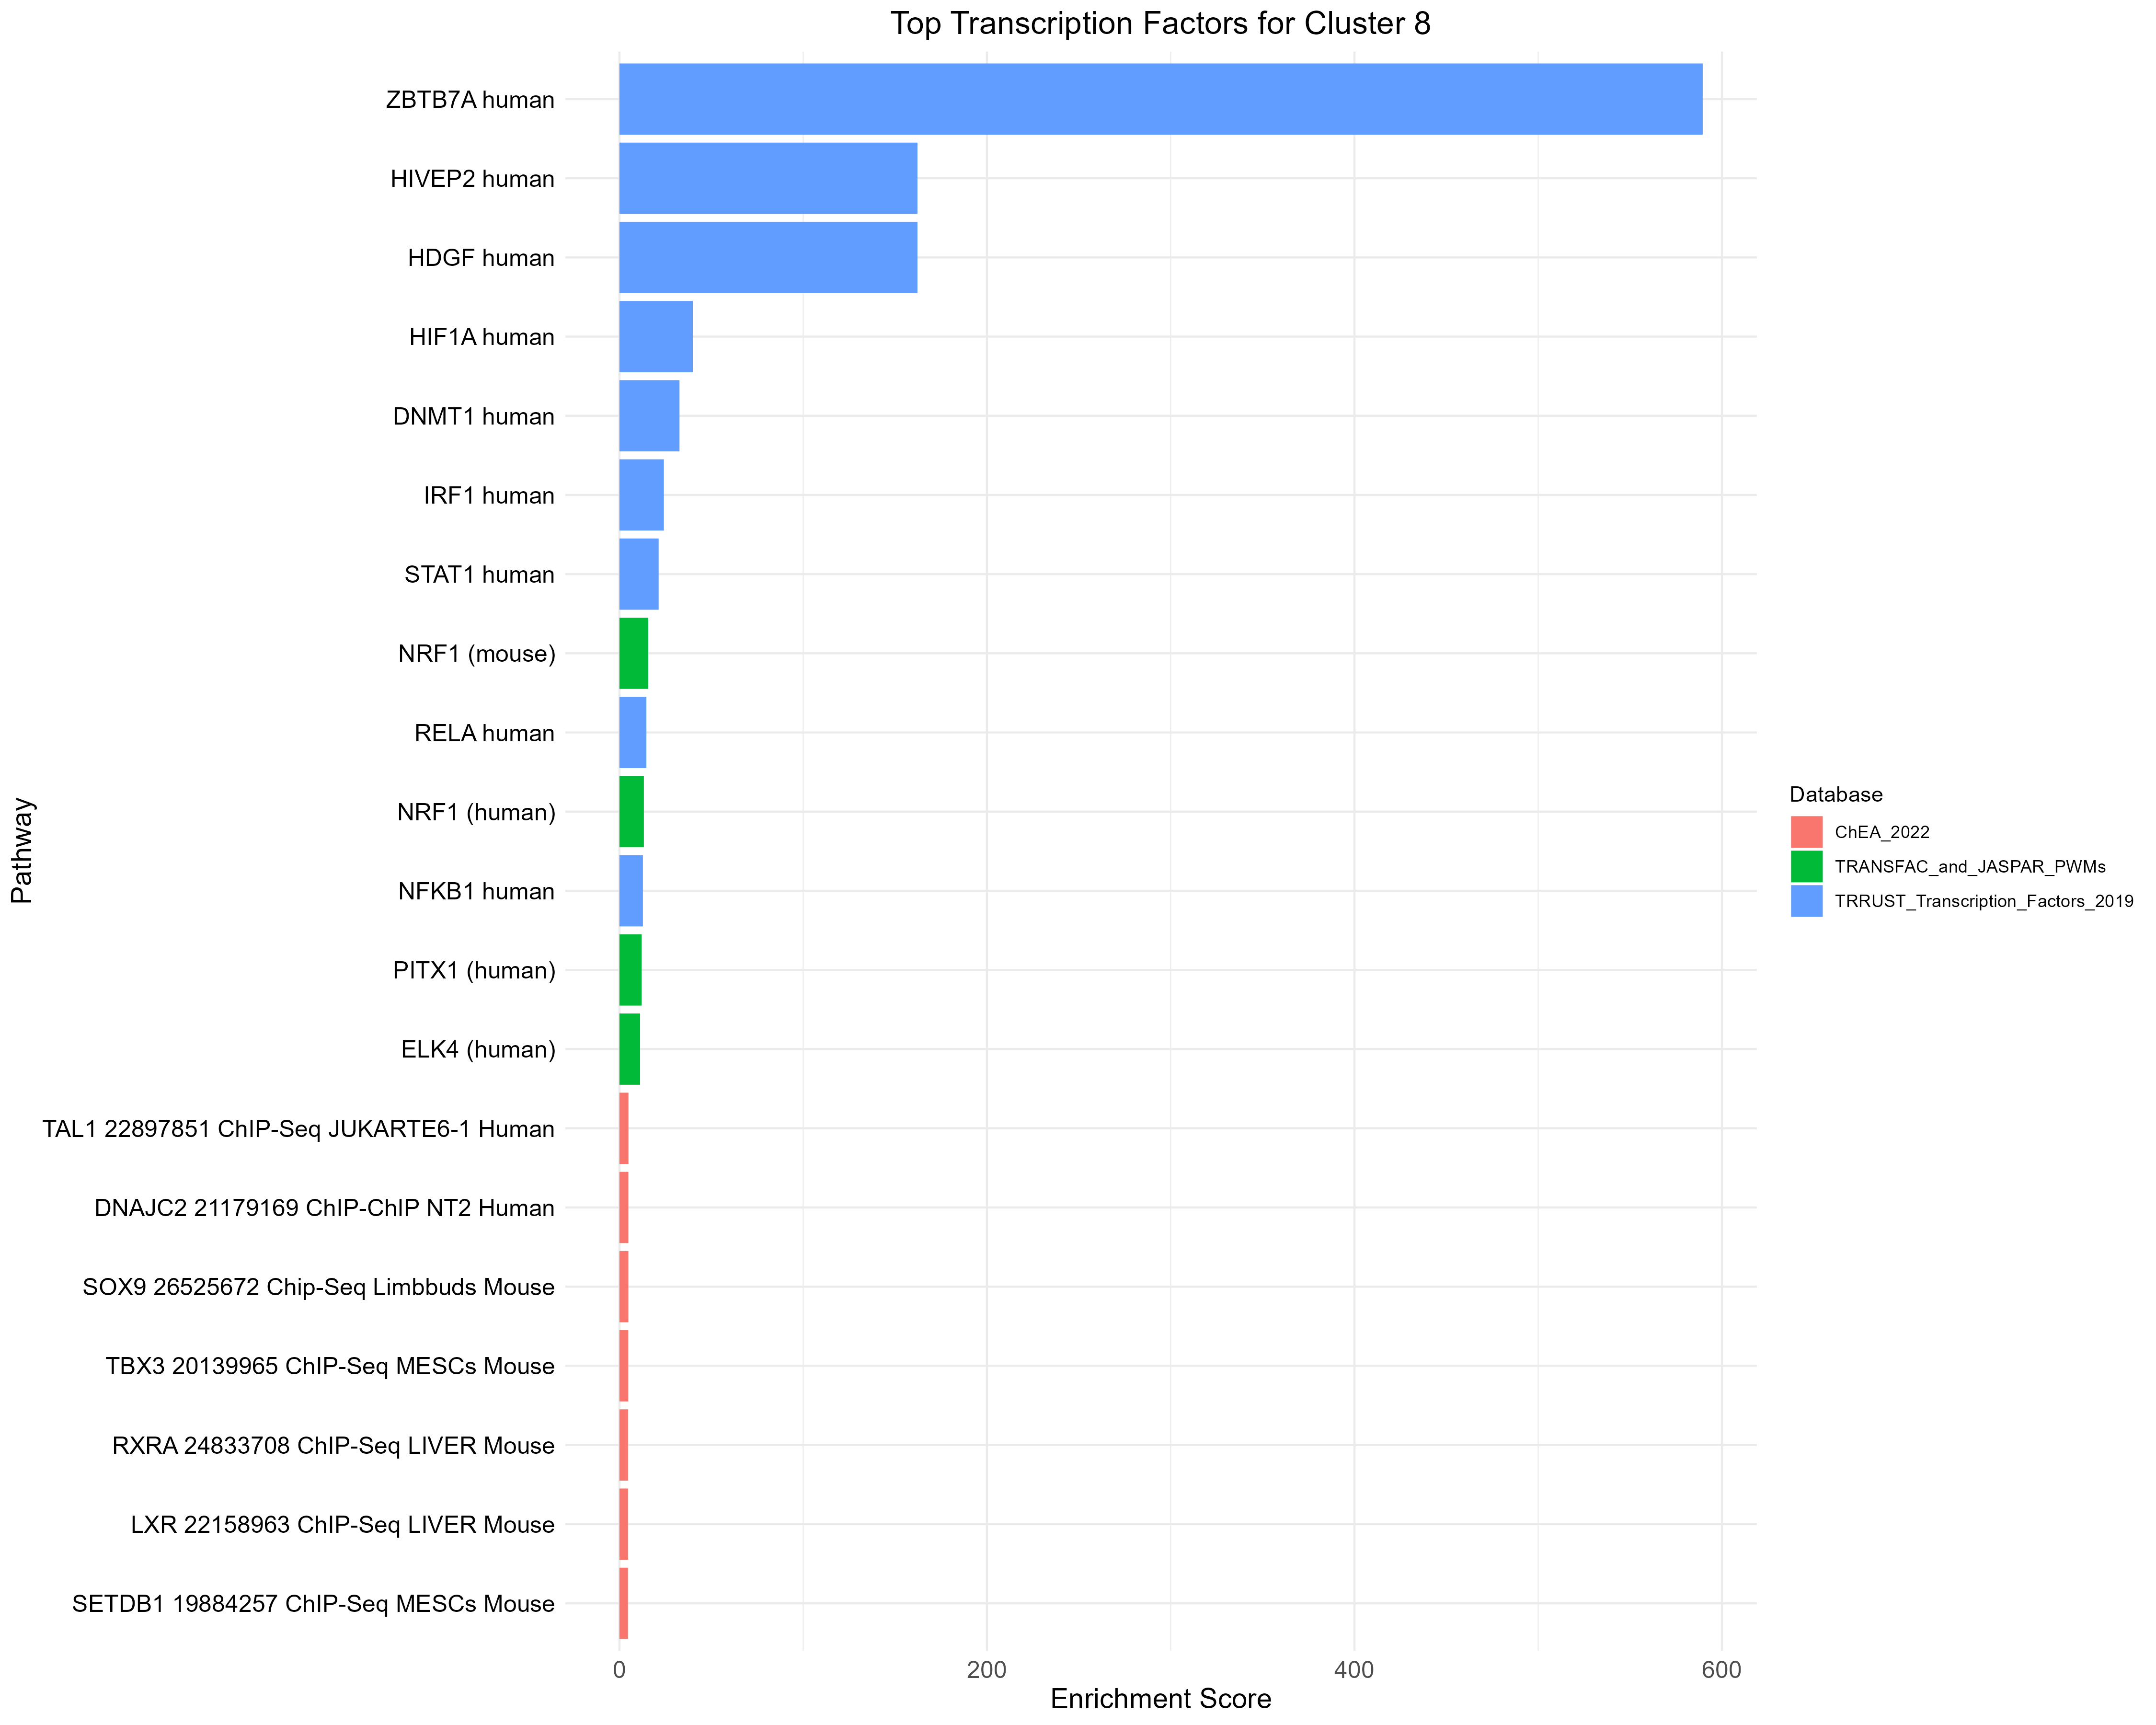 Top Transcription Factors for Cluster 8
ZBTB7A human
HIVEP2 human
HDGF human
HIF1A human
DNMT1 human
IRF1 human
STAT1 human
NRF1 (mouse)
RELA human
NRF1 (human)
NFKB1 human
PITX1 (human)
ELK4 (human)
TAL1 22897851 ChIP-Seq JUKARTE6-1 Human
DNAJC2 21179169 ChIP-ChIP NT2 Human
SOX9 26525672 Chip-Seq Limbbuds Mouse
TBX3 20139965 ChIP-Seq MESCs Mouse
RXRA 24833708 ChIP-Seq LIVER Mouse
LXR 22158963 ChIP-Seq LIVER Mouse
SETDB1 19884257 ChIP-Seq MESCs Mouse
Pathway
0 200 400 600
Enrichment Score
Database
ChEA_2022
TRANSFAC_and_JASPAR_PWMs
TRRUST_Transcription_Factors_2019